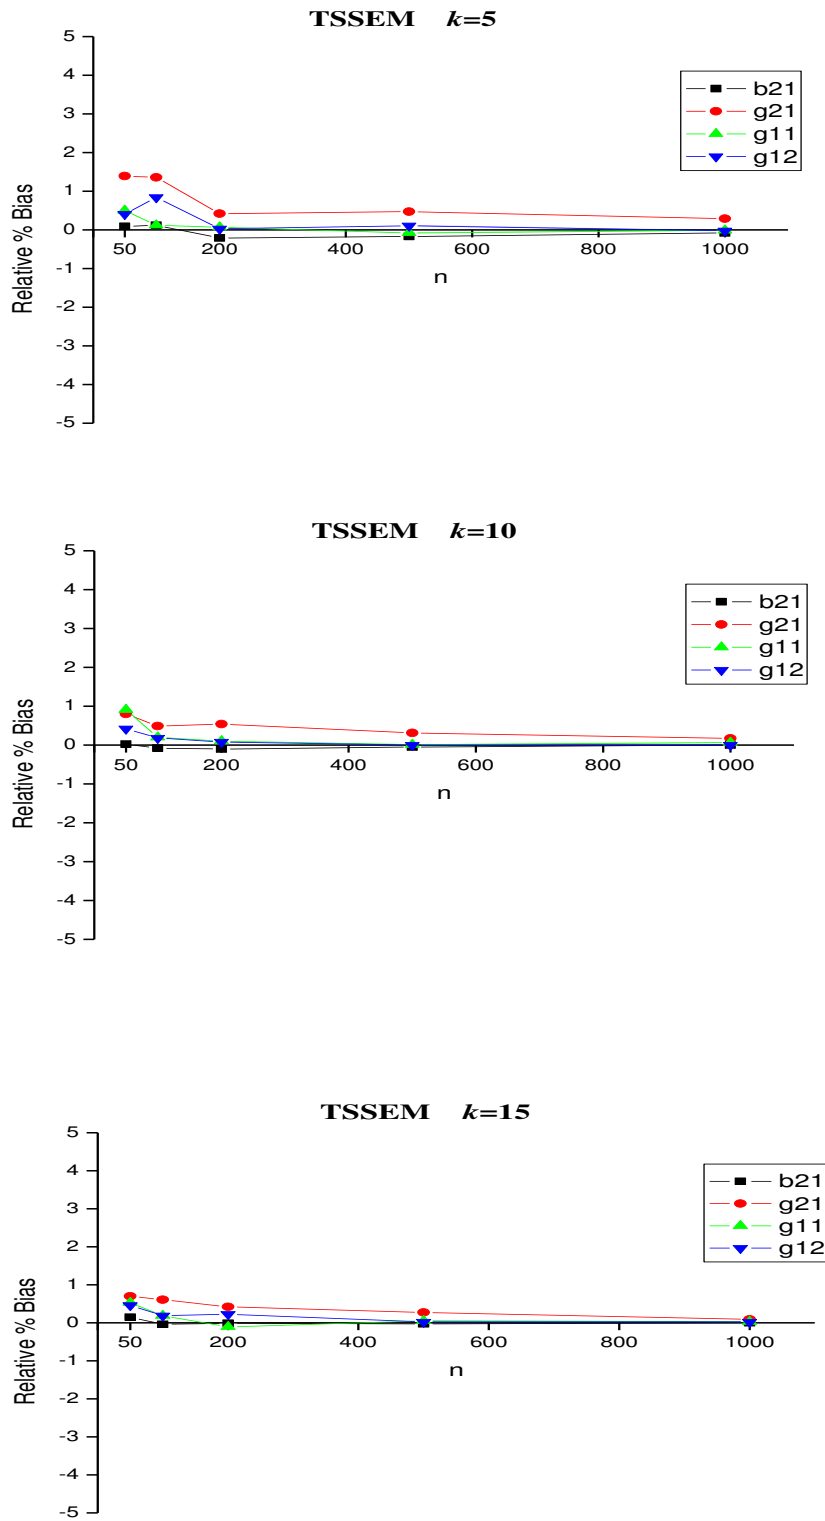 TSSEM k=5
5
4
3
2
1
0
-1
-2
-3
-4
-5
Relative % Bias
50
200
400
600
800
1000
n
b21
g21
g11
g12
TSSEM k=10
5
4
3
2
1
0
-1
-2
-3
-4
-5
Relative % Bias
50
200
400
600
800
1000
n
b21
g21
g11
g12
TSSEM k=15
5
4
3
2
1
0
-1
-2
-3
-4
-5
Relative % Bias
50
200
400
600
800
1000
n
b21
g21
g11
g12